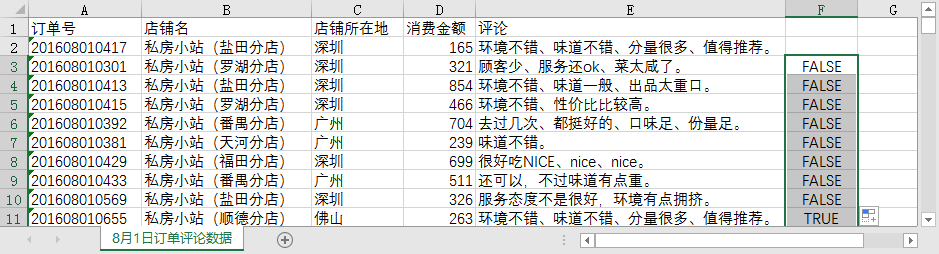 A B C D E F G
1 订单号 店铺名 店铺所在地 消费金额 评论
2 201608010417 私房小站（盐田分店） 深圳 165 环境不错、味道不错、分量很多、值得推荐。
3 201608010301 私房小站（罗湖分店） 深圳 321 顾客少、服务还ok、菜太咸了。 FALSE
4 201608010413 私房小站（盐田分店） 深圳 854 环境不错、味道一般、出品太重口。 FALSE
5 201608010415 私房小站（罗湖分店） 深圳 466 环境不错、性价比比较高。 FALSE
6 201608010392 私房小站（番禺分店） 广州 704 去过几次、都挺好的、口味足、份量足。 FALSE
7 201608010381 私房小站（天河分店） 广州 239 味道不错。 FALSE
8 201608010429 私房小站（福田分店） 深圳 699 很好吃NICE、nice、nice。 FALSE
9 201608010433 私房小站（番禺分店） 广州 511 还可以，不过味道有点重。 FALSE
10 201608010569 私房小站（盐田分店） 深圳 326 服务态度不是很好，环境有点拥挤。 FALSE
11 201608010655 私房小站（顺德分店） 佛山 263 环境不错、味道不错、分量很多、值得推荐。 TRUE
8月1日订单评论数据